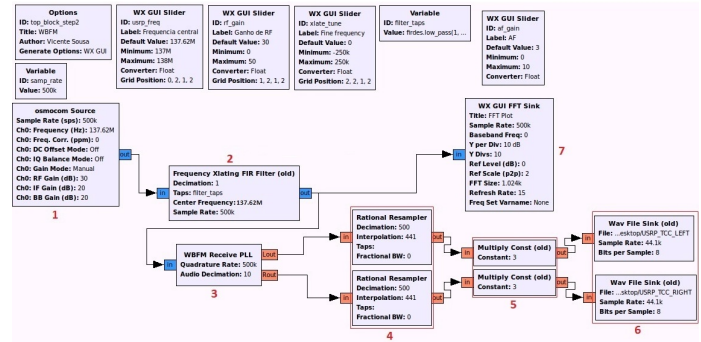 Options
ID: top_block_step2
Title: WBFM
Author: Vicente Sousa
Generate Options: WX GUI
WX GUI Slider
ID: usrp_freq
Label: Frequencia central
Default Value: 137.62M
Minimum: 137M
Maximum: 138M
Converter: Float
Grid Position: 0, 2, 1, 2
WX GUI Slider
ID: rf_gain
Label: Ganho de RF
Default Value: 30
Minimum: 0
Maximum: 50
Converter: Float
Grid Position: 1, 2, 1, 2
WX GUI Slider
ID: xlate_tune
Label: Fine frequency
Default Value: 0
Minimum: -250k
Maximum: 250k
Converter: Float
Grid Position: 2, 2, 1, 2
Variable
ID: filter_taps
Value: firdes.low_pass(1, ...
WX GUI Slider
ID: af_gain
Label: AF
Default Value: 3
Minimum: 0
Maximum: 10
Converter: Float
Variable
ID: samp_rate
Value: 500k
osmocom Source
Sample Rate (sps): 500k
Ch0: Frequency (Hz): 137.62M
Ch0: Freq. Corr. (ppm): 0
Ch0: DC Offset Mode: Off
Ch0: IQ Balance Mode: Off
Ch0: Gain Mode: Manual
Ch0: RF Gain (dB): 30
Ch0: IF Gain (dB): 20
Ch0: BB Gain (dB): 20
out
1
2
Frequency Xlating FIR Filter (old)
Decimation: 1
Taps: filter_taps
Center Frequency:137.62M
Sample Rate: 500k
in
out
WX GUI FFT Sink
Title: FFT Plot
Sample Rate: 500k
Baseband Freq: 0
Y per Div: 10 dB
Y Divs: 10
Ref Level (dB): 0
Ref Scale (p2p): 2
FFT Size: 1.024k
Refresh Rate: 15
Freq Set Varname: None
in
7
WBFM Receive PLL
Quadrature Rate: 500k
Audio Decimation: 10
in
Lout
Rout
3
Rational Resampler
Decimation: 500
Interpolation: 441
Taps:
Fractional BW: 0
in
out
Rational Resampler
Decimation: 500
Interpolation: 441
Taps:
Fractional BW: 0
in
out
4
Multiply Const (old)
Constant: 3
in
out
Multiply Const (old)
Constant: 3
in
out
5
Wav File Sink (old)
File: ...esktop/USRP_TCC_LEFT
Sample Rate: 44.1k
Bits per Sample: 8
in
Wav File Sink (old)
File: ...sktop/USRP_TCC_RIGHT
Sample Rate: 44.1k
Bits per Sample: 8
in
6